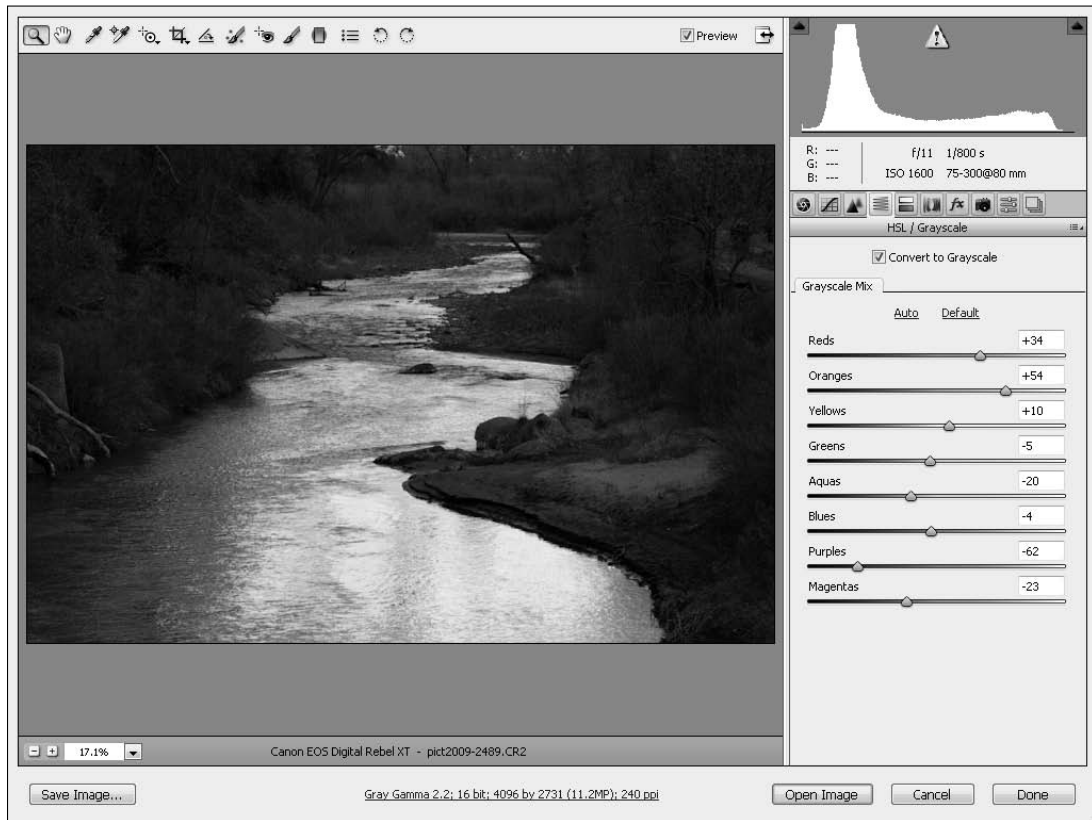 Preview
R: ---
G: ---
B: ---
f/11 1/800 s
ISO 1600 75-300@80 mm
fx
HSL / Grayscale
Convert to Grayscale
Grayscale Mix
Auto Default
Reds +34
Oranges +54
Yellows +10
Greens -5
Aquas -20
Blues -4
Purples -62
Magentas -23
17.1% Canon EOS Digital Rebel XT - pict2009-2489.CR2
Save Image... Gray Gamma 2.2; 16 bit; 4096 by 2731 (11.2MP); 240 ppi Open Image Cancel Done